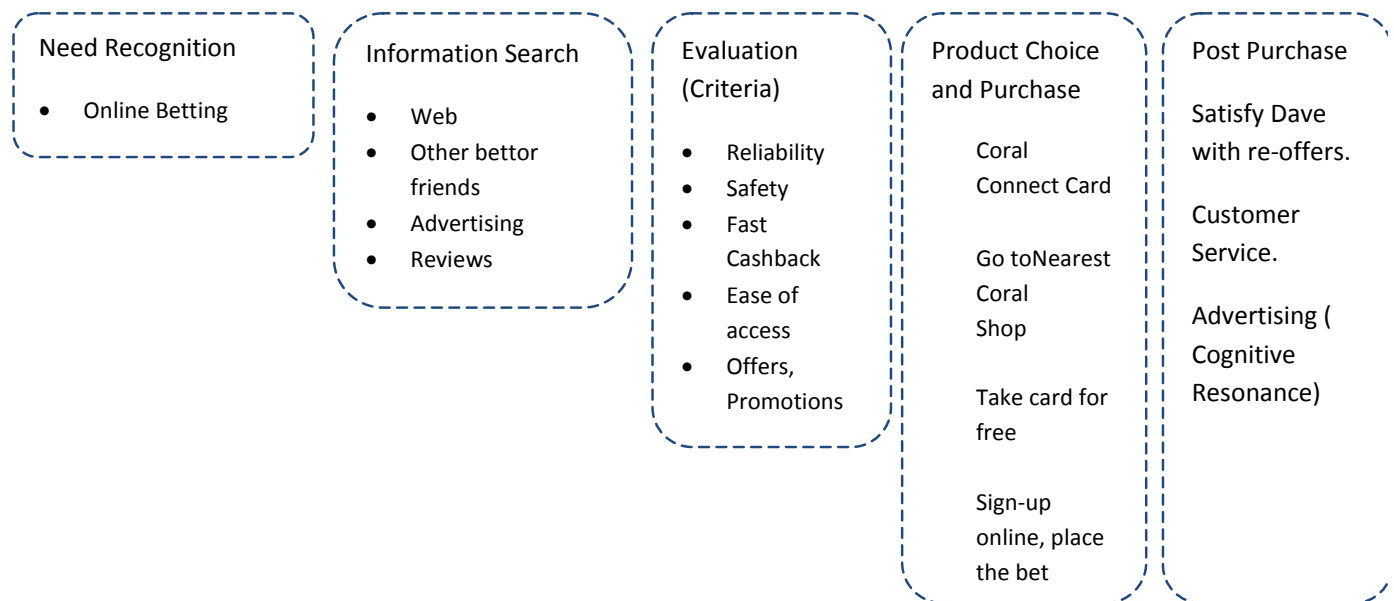 Need Recognition
• Online Betting
Information Search
• Web
• Other bettor
friends
• Advertising
• Reviews
Evaluation
(Criteria)
• Reliability
• Safety
• Fast
Cashback
• Ease of
access
• Offers,
Promotions
Product Choice
and Purchase
Coral
Connect Card
Go toNearest
Coral
Shop
Take card for
free
Sign-up
online, place
the bet
Post Purchase
Satisfy Dave
with re-offers.
Customer
Service.
Advertising (
Cognitive
Resonance)